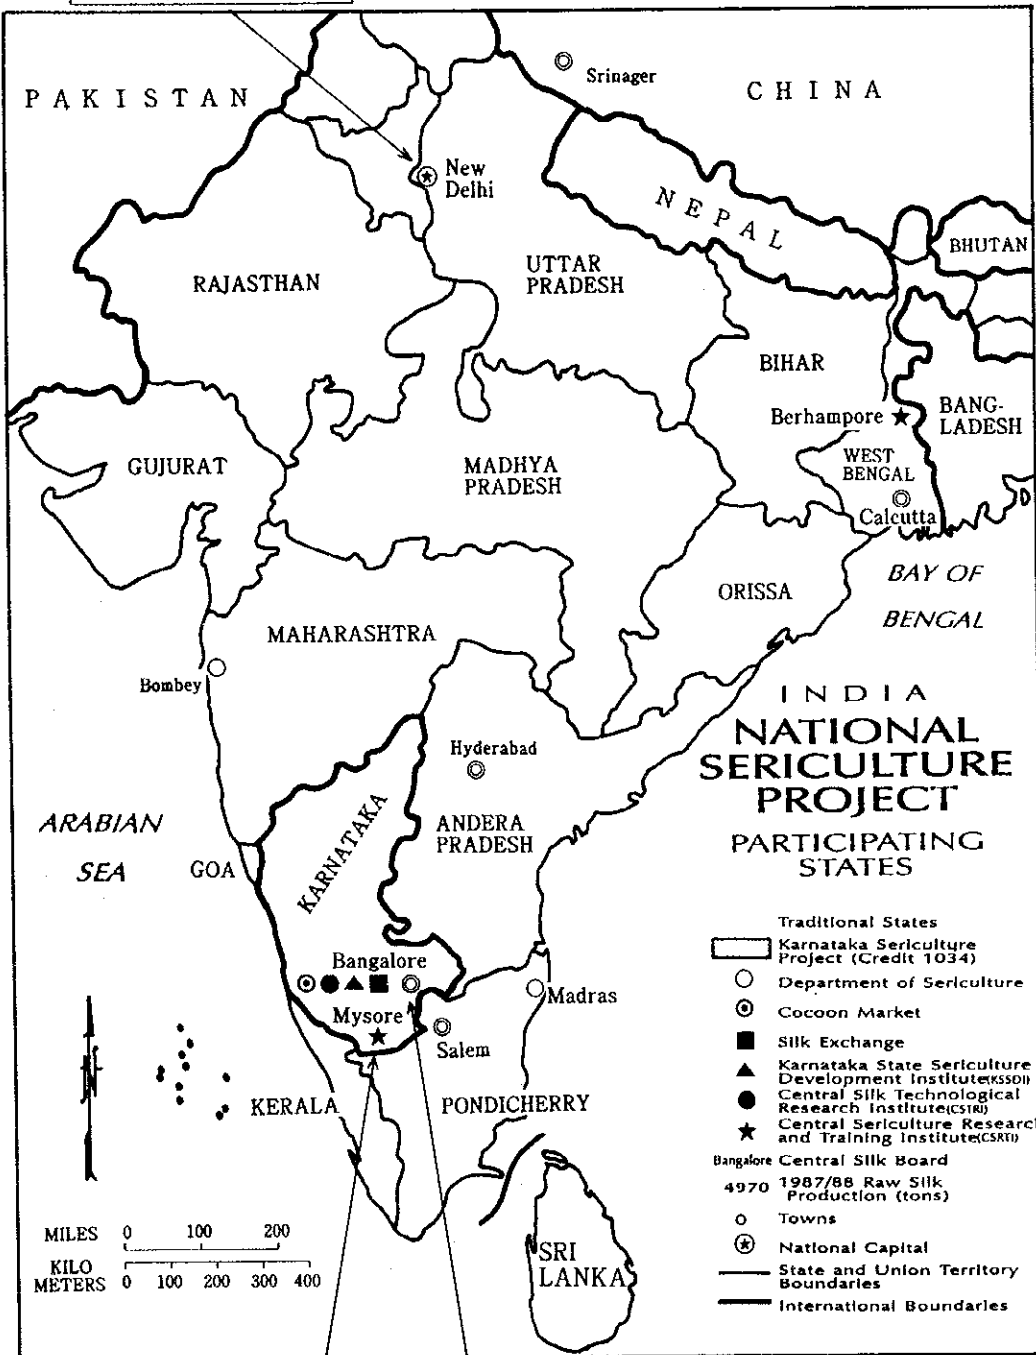 PAKISTAN
Srinager
CHINA
New
Delhi
NEPAL
BHUTAN
RAJASTHAN
UTTAR
PRADESH
BIHAR
Berhampore
BANG-
LADESH
GUJURAT
MADHYA
PRADESH
WEST
BENGAL
Calcutta
D
ORISSA
BAY OF
BENGAL
MAHARASHTRA
Bombey
INDIA
NATIONAL
SERICULTURE
PROJECT
PARTICIPATING
STATES
Hyderabad
ARABIAN
SEA
GOA
KARNATAKA
ANDERA
PRADESH
Bangalore
Mysore
Madras
Salem
KERALA
PONDICHERRY
SRI
LANKA
Traditional States
Karnataka Sericulture
Project (Credit 1034)
Department of Sericulture
Cocoon Market
Silk Exchange
Karnataka State Sericulture
Development Institute(KSSDI)
Central Silk Technological
Research Institute(CSTRI)
Central Sericulture Research
and Training Institute(CSRTI)
Bangalore Central Silk Board
4970 1987/88 Raw Silk
Production (tons)
Towns
National Capital
State and Union Territory
Boundaries
International Boundaries
N
MILES 0 100 200
KILO
METERS 0 100 200 300 400